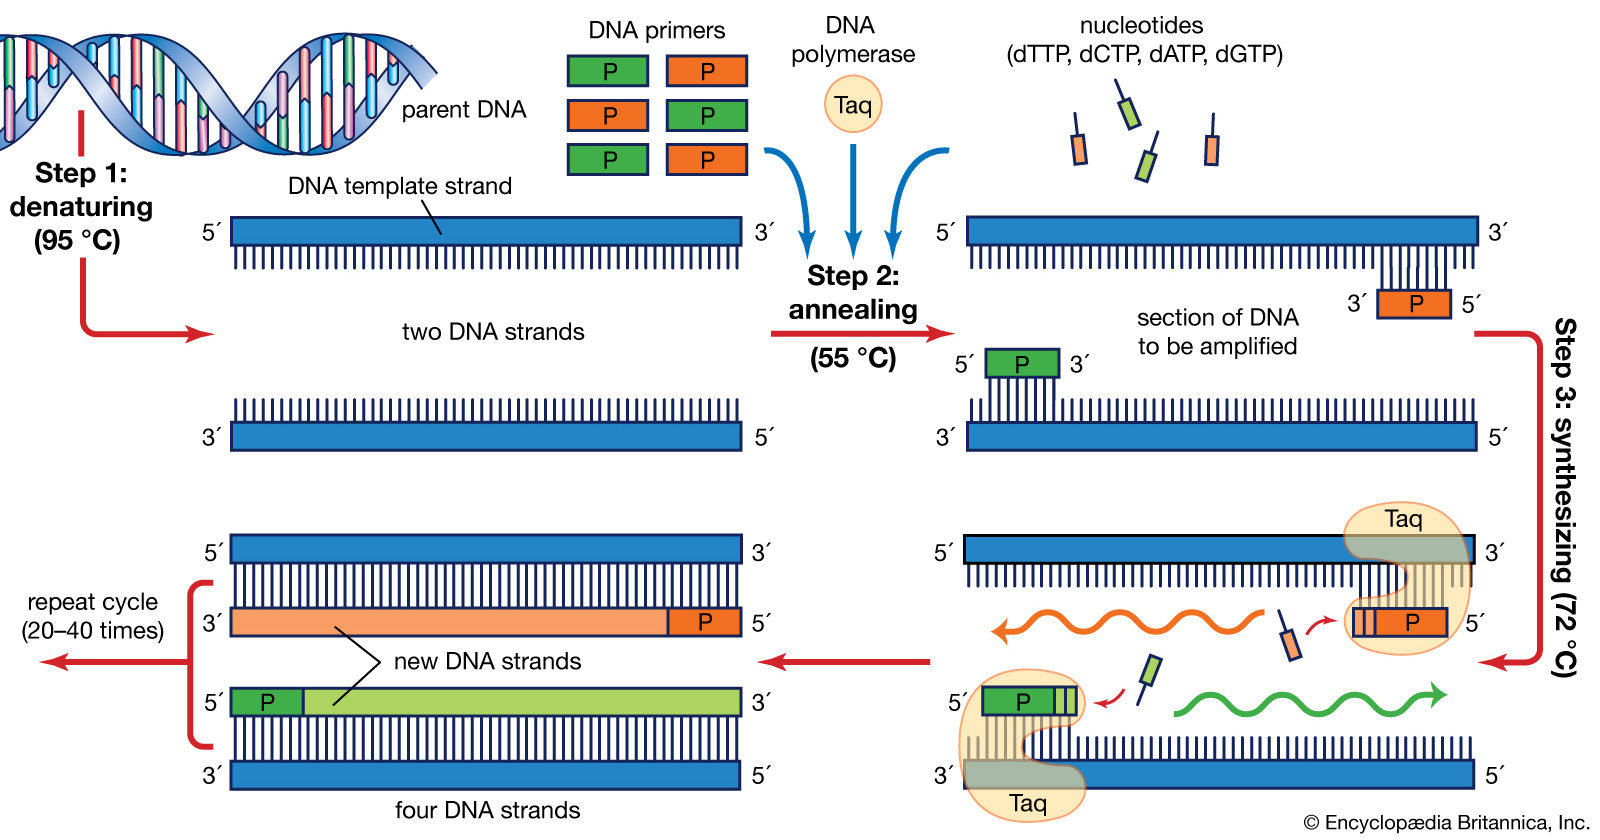 DNA primers
P P
P P
P P
DNA
polymerase
Taq
nucleotides
(dTTP, dCTP, dATP, dGTP)
parent DNA
Step 1:
denaturing
(95 °C)
DNA template strand
5´ 3´
two DNA strands
3´ 5´
Step 2:
annealing
(55 °C)
5´ 3´
3´ P 5´
section of DNA
to be amplified
5´ P 3´
3´ 5´
Step 3: synthesizing (72 °C)
Taq
5´ 3´
P 5´
5´ P
3´ 5´
Taq
5´ 3´
3´ P 5´
new DNA strands
5´ P 3´
3´ 5´
four DNA strands
repeat cycle
(20–40 times)
© Encyclopædia Britannica, Inc.